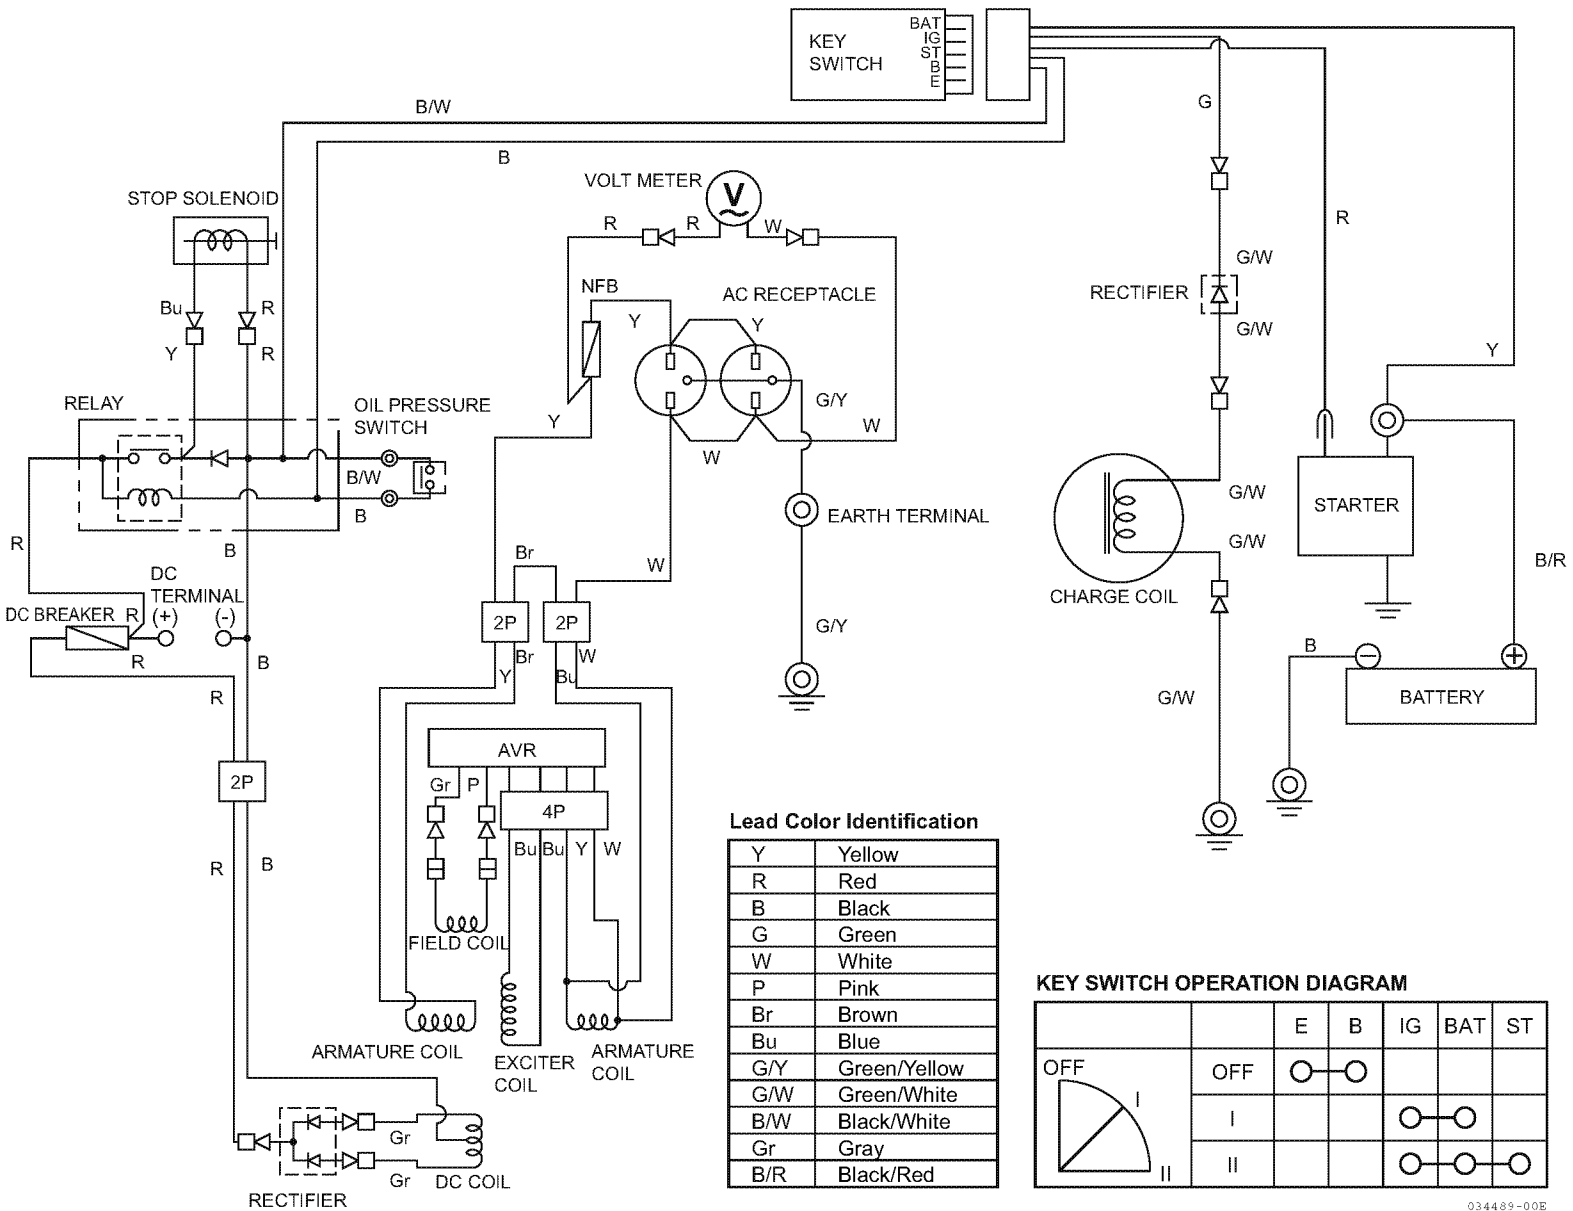 BAT
IG
ST
B
E
KEY
SWITCH
B/W
B
G
R
STOP SOLENOID
VOLT METER
V
R
R
W
Bu
R
Y
R
NFB
Y
AC RECEPTACLE
Y
G/W
RECTIFIER
G/W
Y
RELAY
OIL PRESSURE
SWITCH
Y
G/Y
W
W
B/W
B
G/W
STARTER
EARTH TERMINAL
R
B
Br
W
G/W
B/R
DC
TERMINAL
DC BREAKER
R
(+)
(-)
R
B
CHARGE COIL
2P
2P
G/Y
Br
W
Y
Bu
B
BATTERY
R
G/W
AVR
2P
Gr
P
4P
Bu
Bu
Y
W
R
B
FIELD COIL
ARMATURE COIL
EXCITER
COIL
ARMATURE
COIL
Gr
Gr
DC COIL
RECTIFIER
Lead Color Identification
Y Yellow
R Red
B Black
G Green
W White
P Pink
Br Brown
Bu Blue
G/Y Green/Yellow
G/W Green/White
B/W Black/White
Gr Gray
B/R Black/Red
KEY SWITCH OPERATION DIAGRAM
E B IG BAT ST
OFF
OFF
I
I
II
II
034489-00E